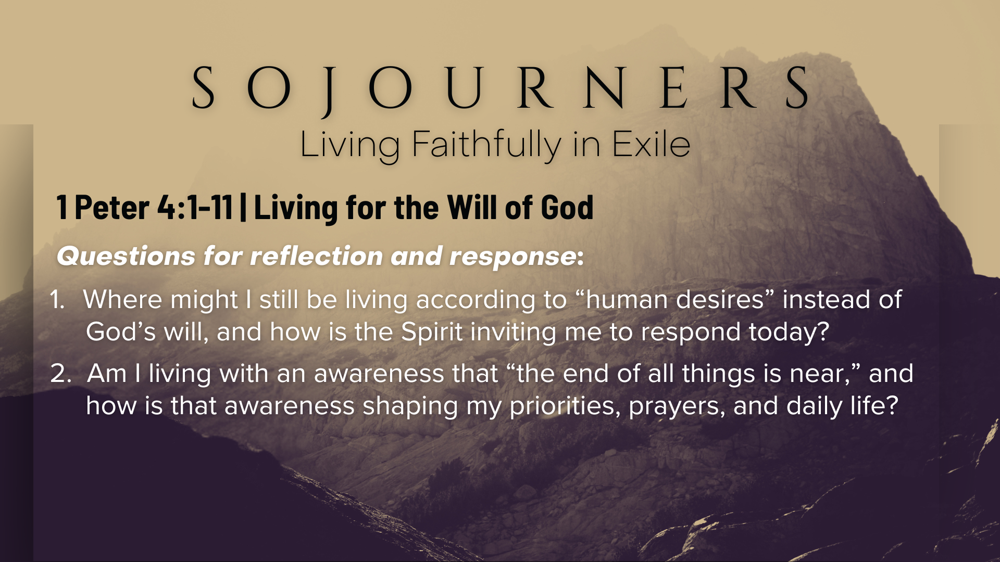 SOJOURNERS
Living Faithfully in Exile
1 Peter 4:1-11 | Living for the Will of God
Questions for reflection and response:
1. Where might I still be living according to “human desires” instead of
God’s will, and how is the Spirit inviting me to respond today?
2. Am I living with an awareness that “the end of all things is near,” and
how is that awareness shaping my priorities, prayers, and daily life?